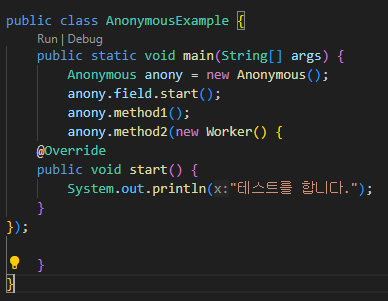 public class AnonymousExample {
Run | Debug
public static void main(String[] args) {
Anonymous anony = new Anonymous();
anony.field.start();
anony.method1();
anony.method2(new Worker() {
@Override
public void start() {
System.out.println(x:"테스트를 합니다.");
}
});
}
}